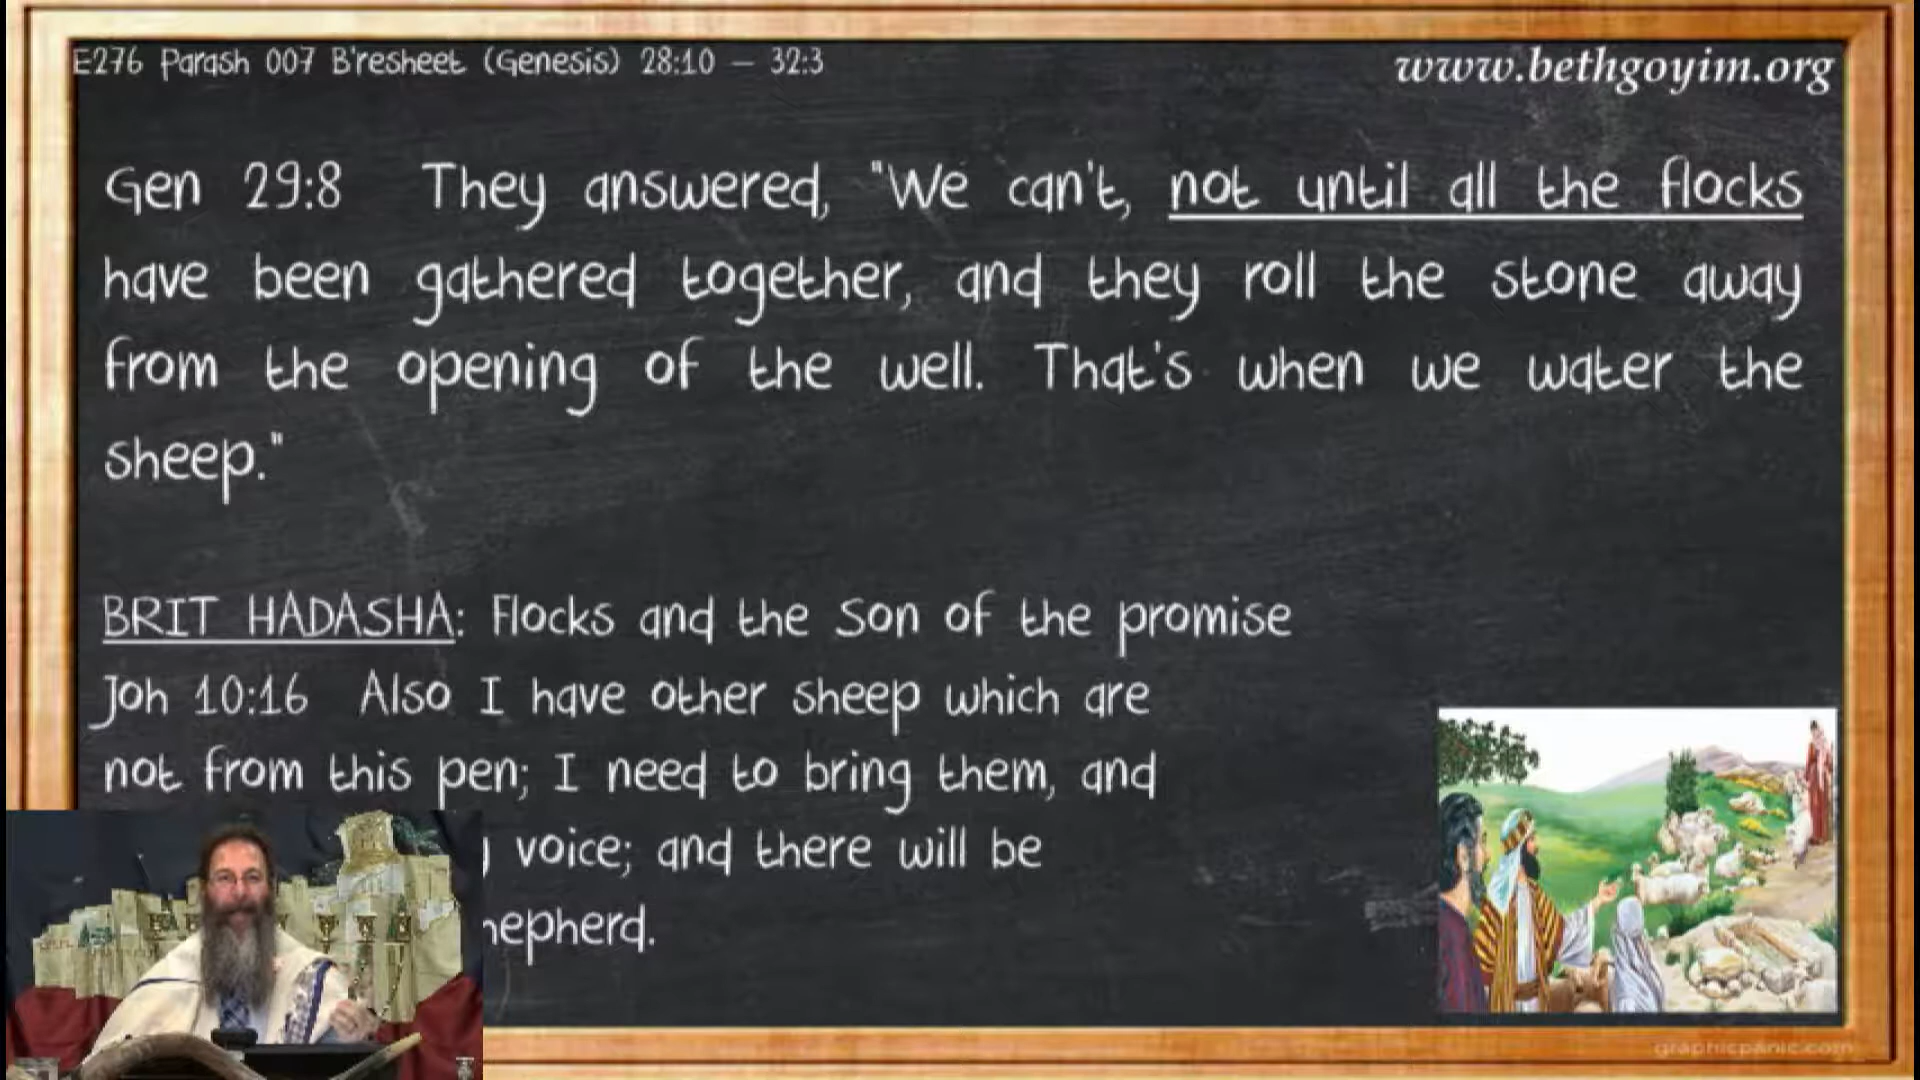 E276 Parash 007 B'resheet (Genesis) 28:10 – 32:3
www.bethgoyim.org
Gen 29:8 They answered, "We can't, not until all the flocks
have been gathered together, and they roll the stone away
from the opening of the well. That's when we water the
sheep."
BRIT HADASHA: Flocks and the Son of the promise
Joh 10:16 Also I have other sheep which are
not from this pen; I need to bring them, and
voice; and there will be
hepherd.
graphicpanic.com